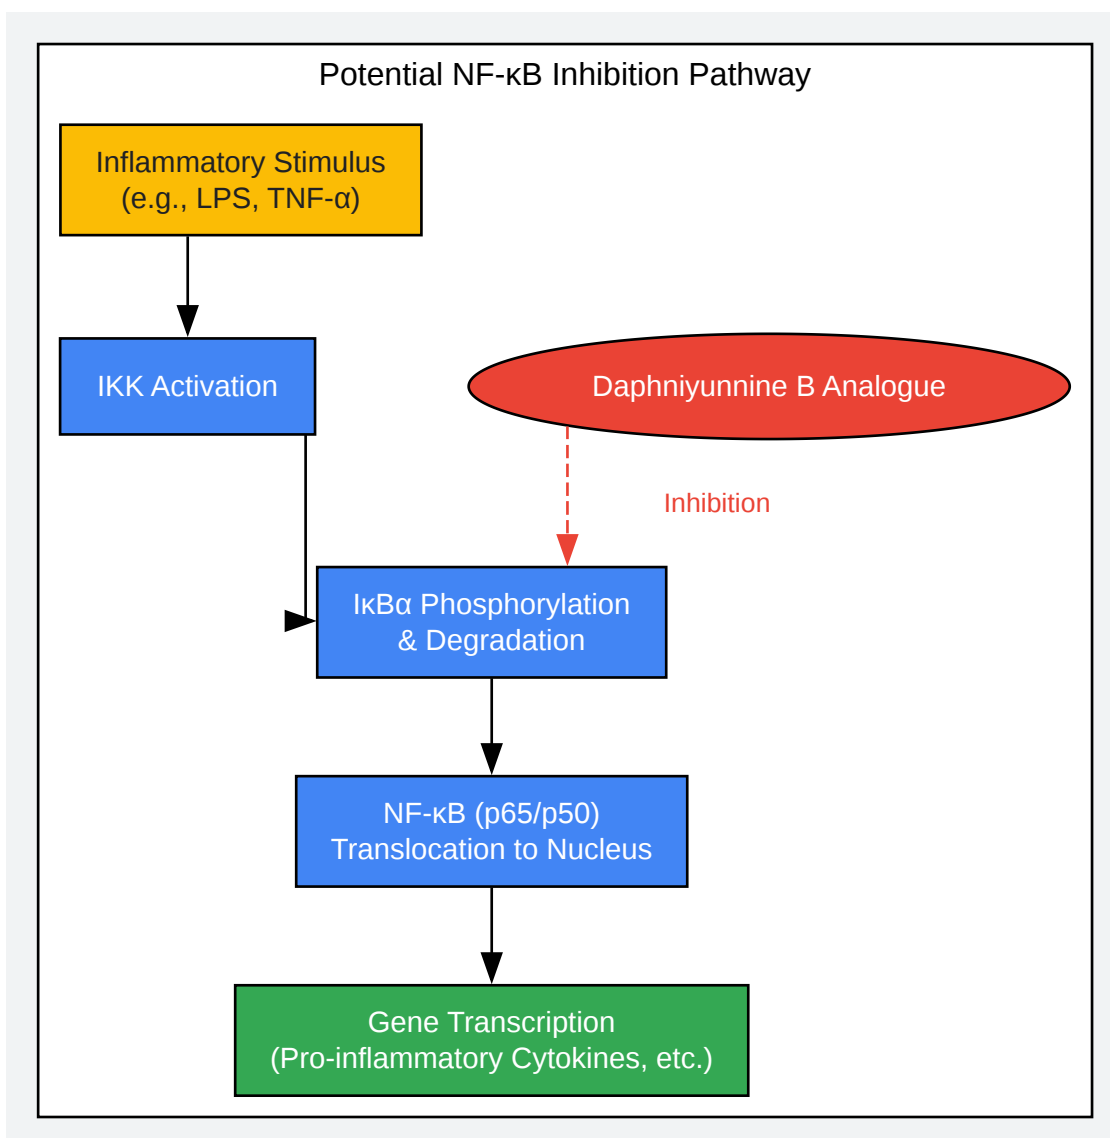 Potential NF-κB Inhibition Pathway
Inflammatory Stimulus
(e.g., LPS, TNF-α)
IKK Activation
Daphniyunnine B Analogue
Inhibition
IκBα Phosphorylation
& Degradation
NF-κB (p65/p50)
Translocation to Nucleus
Gene Transcription
(Pro-inflammatory Cytokines, etc.)